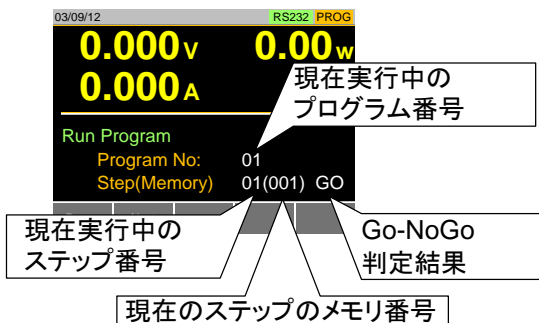 03/09/12 RS232 PROG
0.000V 0.00W
0.000A
現在実行中の
プログラム番号
Run Program
Program No: 01
Step(Memory) 01(001) GO
現在実行中の
ステップ番号
Go-NoGo
判定結果
現在のステップのメモリ番号